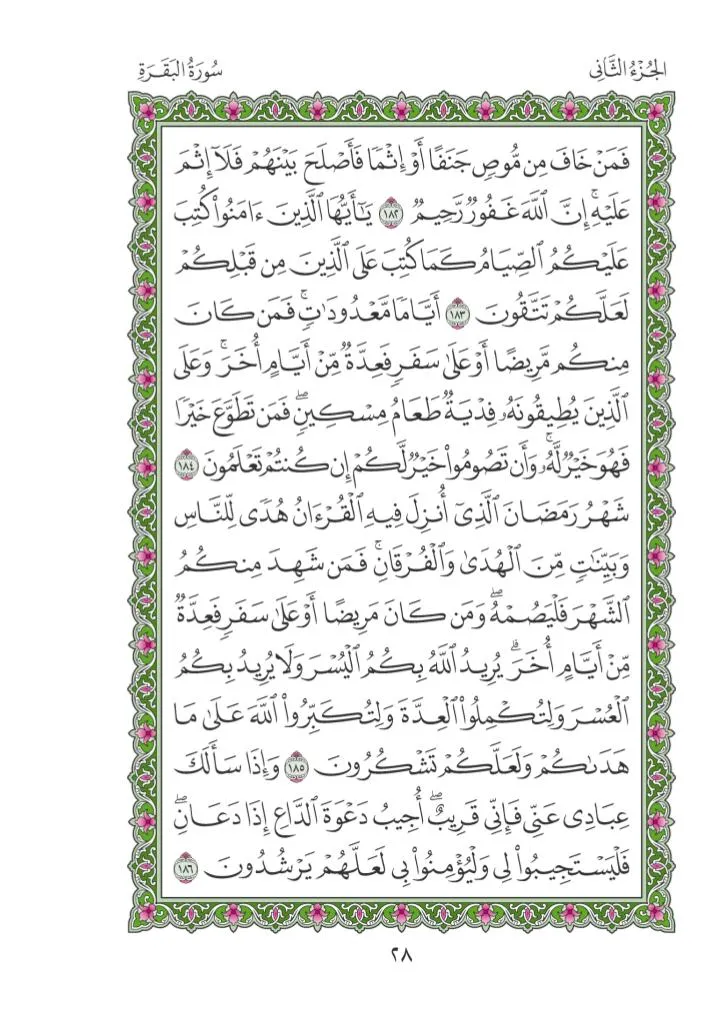 الجُزْءُ الثَّانِي
سُورَةُ البَقَرَةِ
فَمَنْ خَافَ مِن مُّوصٍ جَنَفًا أَوْ إِثْمًا فَأَصْلَحَ بَيْنَهُمْ فَلَآ إِثْمَ
عَلَيْهِ ۚ إِنَّ ٱللَّهَ غَفُورٌ رَّحِيمٌ ١٨٢ يَٰٓأَيُّهَا ٱلَّذِينَ ءَامَنُوا۟ كُتِبَ
عَلَيْكُمُ ٱلصِّيَامُ كَمَا كُتِبَ عَلَى ٱلَّذِينَ مِن قَبْلِكُمْ
لَعَلَّكُمْ تَتَّقُونَ ١٨٣ أَيَّامًا مَّعْدُودَٰتٍ ۚ فَمَن كَانَ
مِنكُم مَّرِيضًا أَوْ عَلَىٰ سَفَرٍ فَعِدَّةٌ مِّنْ أَيَّامٍ أُخَرَ ۚ وَعَلَى
ٱلَّذِينَ يُطِيقُونَهُۥ فِدْيَةٌ طَعَامُ مِسْكِينٍ ۖ فَمَن تَطَوَّعَ خَيْرًا
فَهُوَ خَيْرٌ لَّهُۥ ۚ وَأَن تَصُومُوا۟ خَيْرٌ لَّكُمْ إِن كُنتُمْ تَعْلَمُونَ ١٨٤
شَهْرُ رَمَضَانَ ٱلَّذِىٓ أُنزِلَ فِيهِ ٱلْقُرْءَانُ هُدًى لِّلنَّاسِ
وَبَيِّنَٰتٍ مِّنَ ٱلْهُدَىٰ وَٱلْفُرْقَانِ ۚ فَمَن شَهِدَ مِنكُمُ
ٱلشَّهْرَ فَلْيَصُمْهُ ۖ وَمَن كَانَ مَرِيضًا أَوْ عَلَىٰ سَفَرٍ فَعِدَّةٌ
مِّنْ أَيَّامٍ أُخَرَ ۗ يُرِيدُ ٱللَّهُ بِكُمُ ٱلْيُسْرَ وَلَا يُرِيدُ بِكُمُ
ٱلْعُسْرَ وَلِتُكْمِلُوا۟ ٱلْعِدَّةَ وَلِتُكَبِّرُوا۟ ٱللَّهَ عَلَىٰ مَا
هَدَىٰكُمْ وَلَعَلَّكُمْ تَشْكُرُونَ ١٨٥ وَإِذَا سَأَلَكَ
عِبَادِى عَنِّى فَإِنِّى قَرِيبٌ ۖ أُجِيبُ دَعْوَةَ ٱلدَّاعِ إِذَا دَعَانِ ۖ
فَلْيَسْتَجِيبُوا۟ لِى وَلْيُؤْمِنُوا۟ بِى لَعَلَّهُمْ يَرْشُدُونَ ١٨٦
٢٨